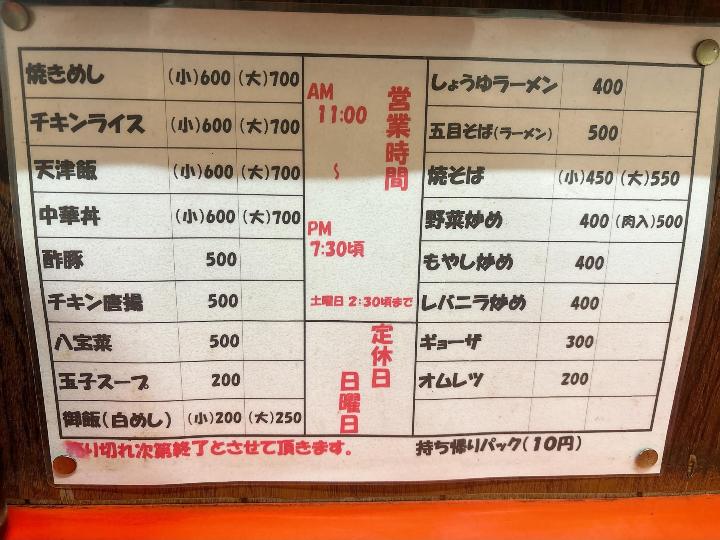 焼きめし (小)600 (大)700
チキンライス (小)600 (大)700
天津飯 (小)600 (大)700
中華丼 (小)600 (大)700
酢豚 500
チキン唐揚 500
八宝菜 500
玉子スープ 200
御飯(白めし) (小)200 (大)250
営業時間
AM
11:00
~
PM
7:30頃
土曜日 2:30頃まで
定休日
日曜日
しょうゆラーメン 400
五目そば(ラーメン) 500
焼そば (小)450 (大)550
野菜炒め 400 (肉入)500
もやし炒め 400
レバニラ炒め 400
ギョーザ 300
オムレツ 200
り切れ次第終了とさせて頂きます。
持ち帰りパック(10円)